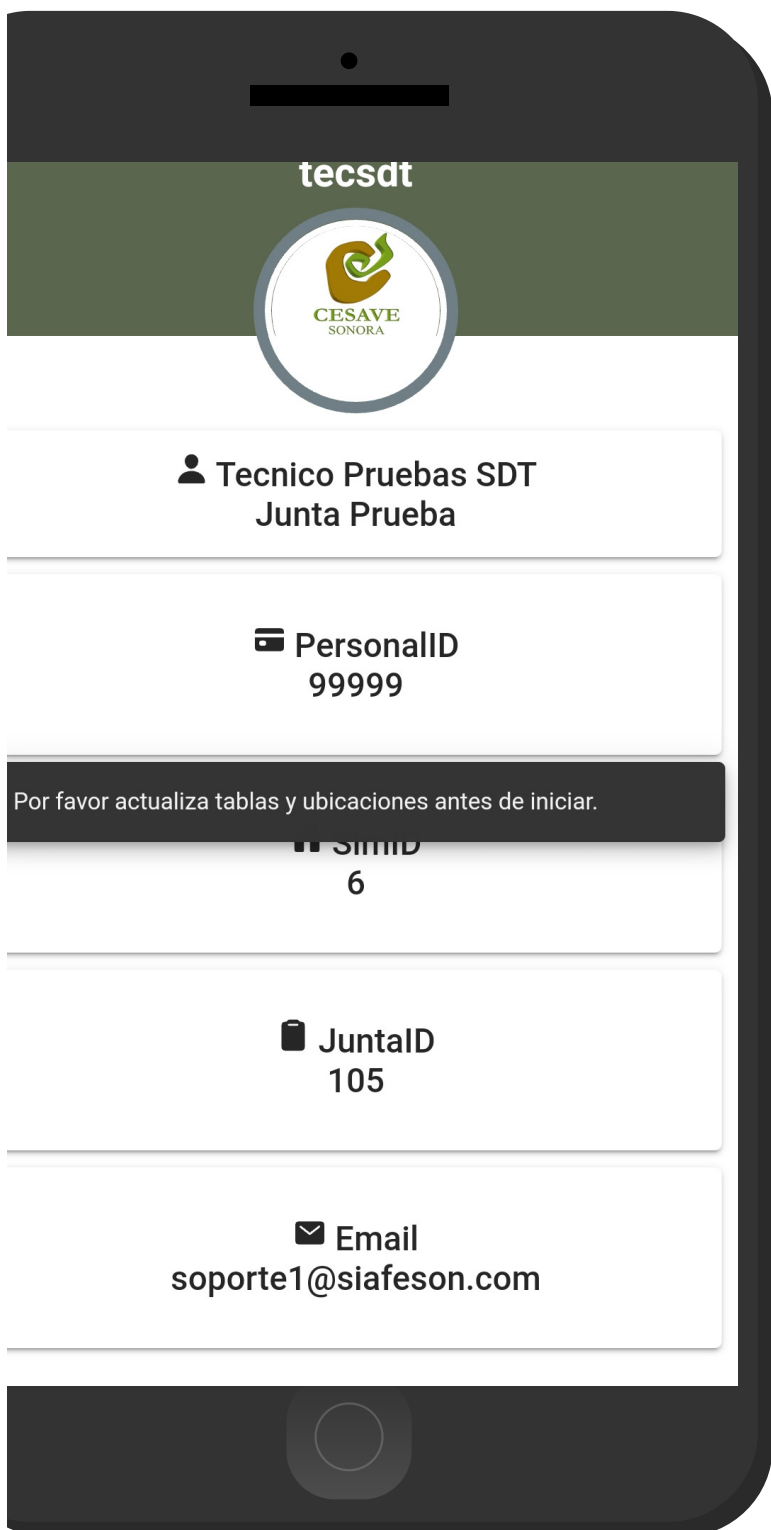 tecsdt
CESAVE
SONORA
Tecnico Pruebas SDT
Junta Prueba
PersonalID
99999
Por favor actualiza tablas y ubicaciones antes de iniciar.
SimID
6
JuntaID
105
Email
soporte1@siafeson.com